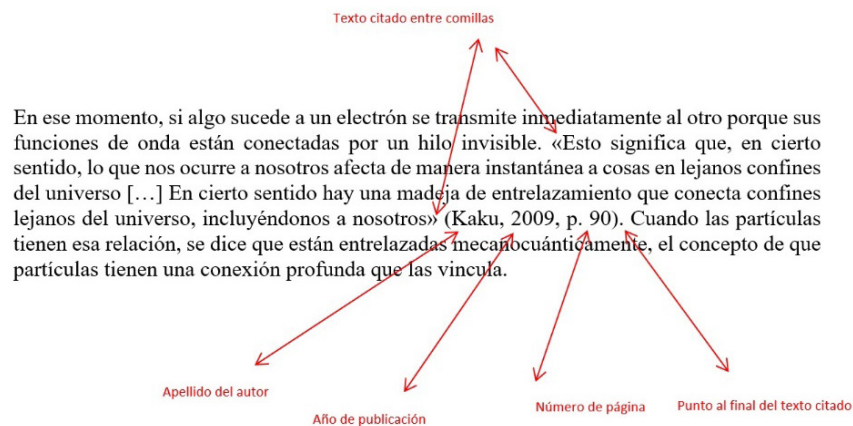 Texto citado entre comillas
En ese momento, si algo sucede a un electrón se transmite inmediatamente al otro porque sus
funciones de onda están conectadas por un hilo invisible. «Esto significa que, en cierto
sentido, lo que nos ocurre a nosotros afecta de manera instantánea a cosas en lejanos confines
del universo […] En cierto sentido hay una madeja de entrelazamiento que conecta confines
lejanos del universo, incluyéndonos a nosotros» (Kaku, 2009, p. 90). Cuando las partículas
tienen esa relación, se dice que están entrelazadas mecanocuánticamente, el concepto de que
partículas tienen una conexión profunda que las vincula.
Apellido del autor
Año de publicación
Número de página
Punto al final del texto citado